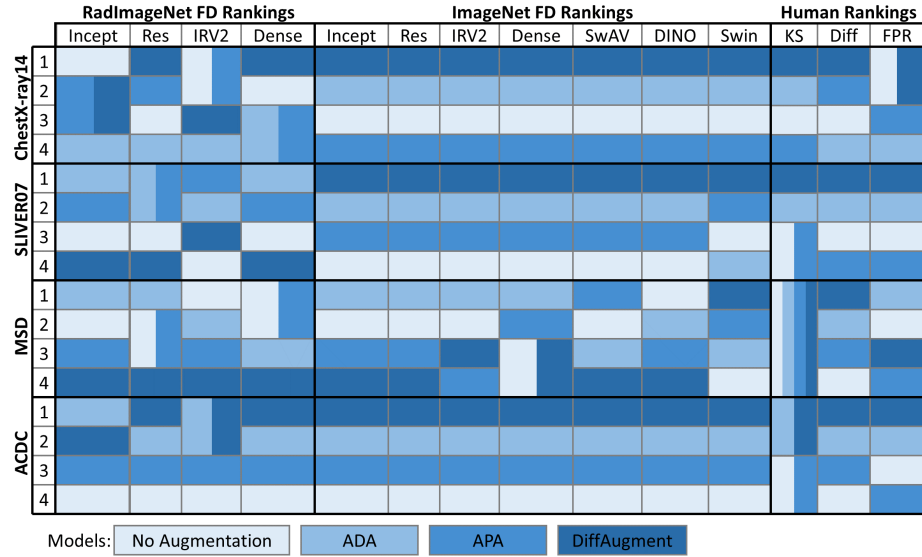 RadImageNet FD Rankings ImageNet FD Rankings Human Rankings
Incept Res IRV2 Dense Incept Res IRV2 Dense SwAV DINO Swin KS Diff FPR
ChestX-ray14
1
2
3
4
SLIVER07
1
2
3
4
MSD
1
2
3
4
ACDC
1
2
3
4
Models: No Augmentation ADA APA DiffAugment